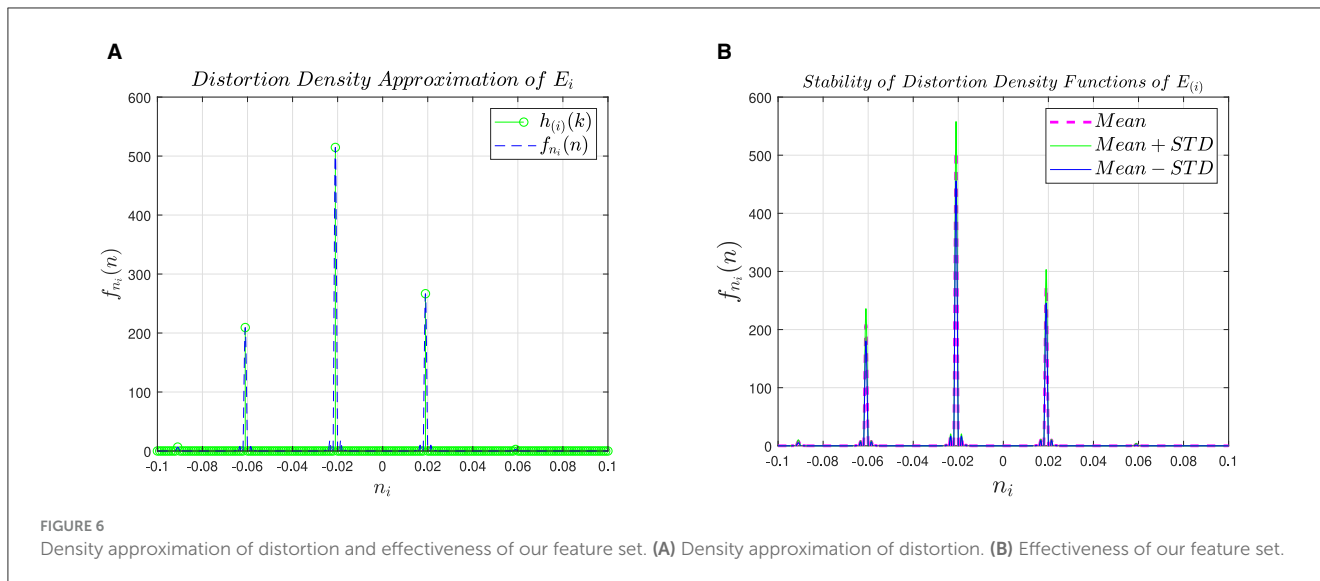 A
Distortion Density Approximation of E_i
600
500
400
300
200
100
0
f_{n_i}(n)
h_{(i)}(k)
f_{n_i}(n)
-0.1 -0.08 -0.06 -0.04 -0.02 0 0.02 0.04 0.06 0.08 0.1
n_i
B
Stability of Distortion Density Functions of E_{(i)}
600
500
400
300
200
100
0
f_{n_i}(n)
Mean
Mean + STD
Mean − STD
-0.1 -0.08 -0.06 -0.04 -0.02 0 0.02 0.04 0.06 0.08 0.1
n_i
FIGURE 6
Density approximation of distortion and effectiveness of our feature set. (A) Density approximation of distortion. (B) Effectiveness of our feature set.